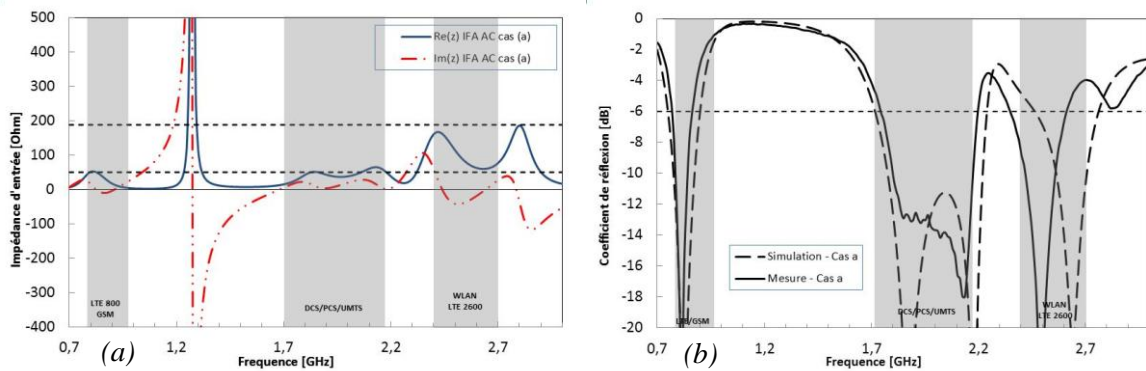 500
400
300
200
100
0
-100
-200
-300
-400
Impédance d'entrée [Ohm]
Re(z) IFA AC cas (a)
Im(z) IFA AC cas (a)
LTE 800
GSM
DCS/PCS/UMTS
WLAN
LTE 2600
0,7
1,2
1,7
2,2
2,7
Frequence [GHz]
(a)
0
-2
-4
-6
-8
-10
-12
-14
-16
-18
-20
Coefficient de réflexion [dB]
Simulation - Cas a
Mesure - Cas a
LTE/GSM
DCS/PCS/UMTS
WLAN
LTE 2600
0,7
1,2
1,7
2,2
2,7
Frequence [GHz]
(b)